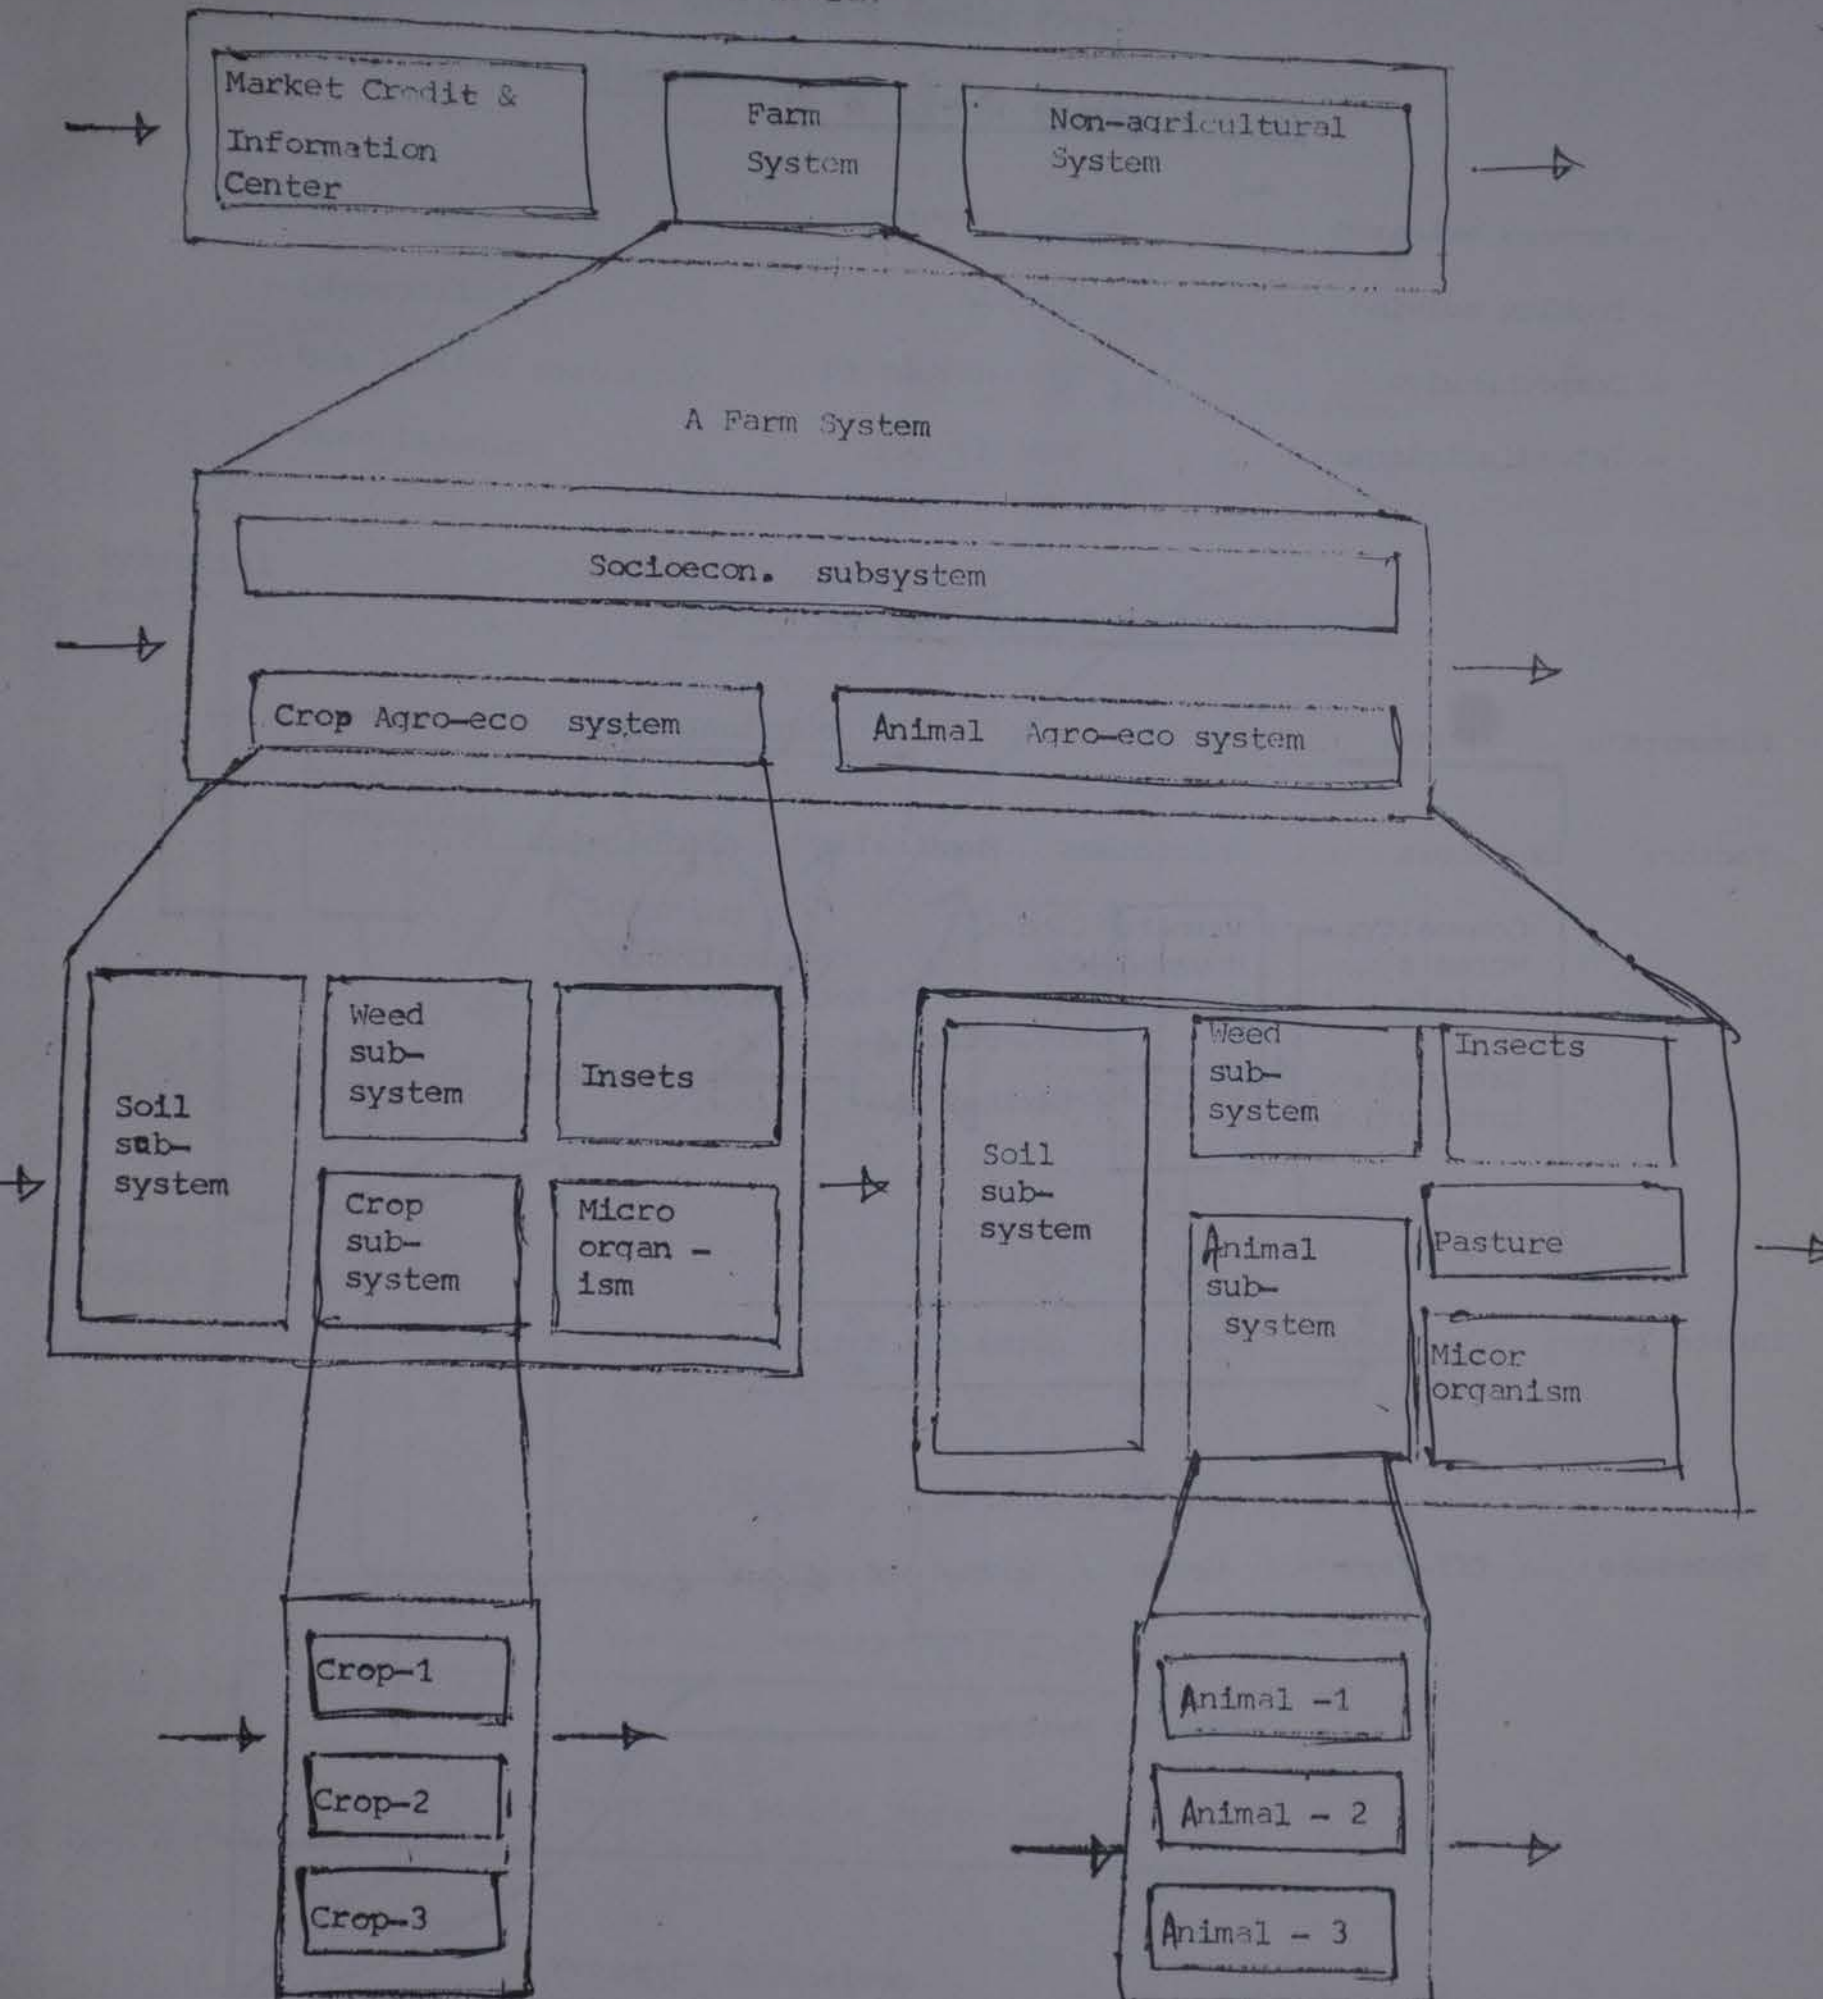 Market Credit &
Information
Center
Farm
System
Non-agricultural
System
A Farm System
Socioecon. subsystem
Crop Agro-eco system
Animal Agro-eco system
Soil
sub-
system
Weed
sub-
system
Insets
Crop
sub-
system
Micro
organ -
ism
Soil
sub-
system
Weed
sub-
system
Insects
Animal
sub-
system
Pasture
Micor
organism
Crop-1
Crop-2
Crop-3
Animal -1
Animal - 2
Animal - 3